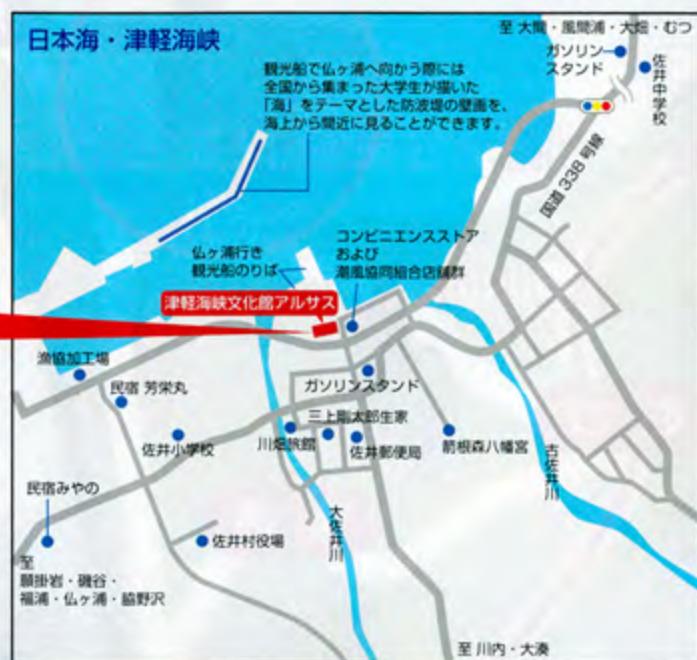 日本海・津軽海峡
至 大間・風間浦・大畑・むつ
ガソリン
スタンド
佐井中学校
観光船で仏ヶ浦へ向かう際には
全国から集まった大学生が描いた
「海」をテーマとした防波堤の壁画を、
海上から間近に見ることができます。
国道338号線
仏ヶ浦行き
観光船のりば
コンビニエンスストア
および
潮風協同組合店舗群
津軽海峡文化館アルサス
漁協加工場
民宿 芳栄丸
ガソリンスタンド
三上剛太郎生家
佐井小学校
川畑旅館
佐井郵便局
箭根森八幡宮
古佐井川
民宿みやの
大佐井川
佐井村役場
至
願掛岩・磯谷・
福浦・仏ヶ浦・脇野沢
至 川内・大湊